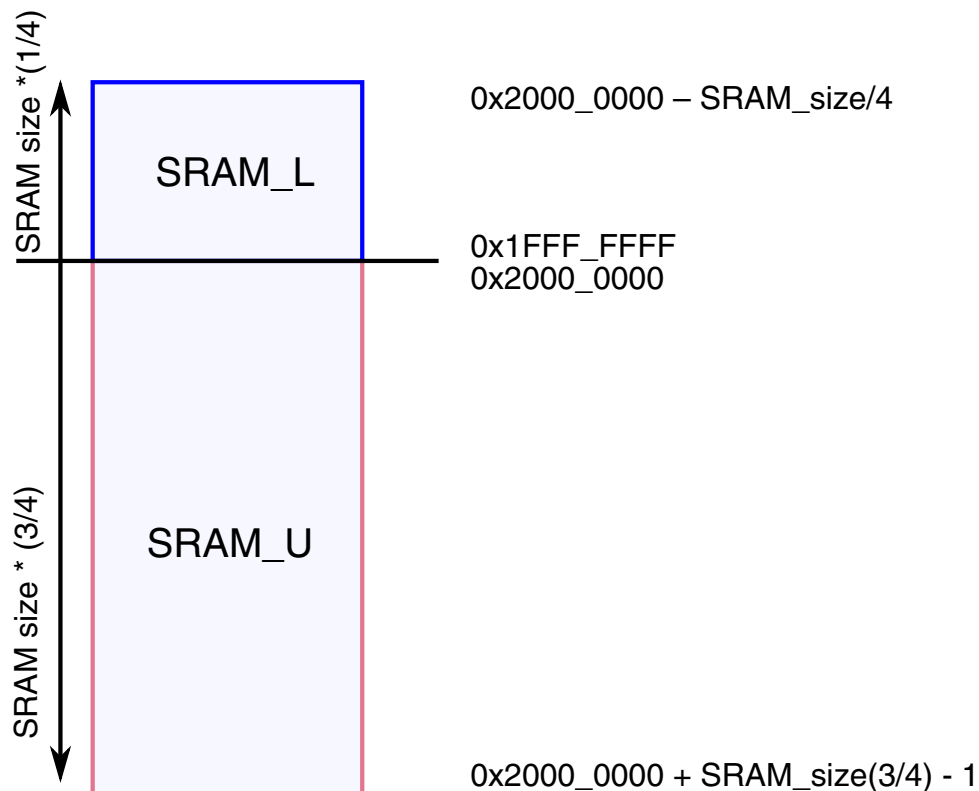 SRAM size *(1/4)
0x2000_0000 – SRAM_size/4
SRAM_L
0x1FFF_FFFF
0x2000_0000
SRAM size * (3/4)
SRAM_U
0x2000_0000 + SRAM_size(3/4) - 1